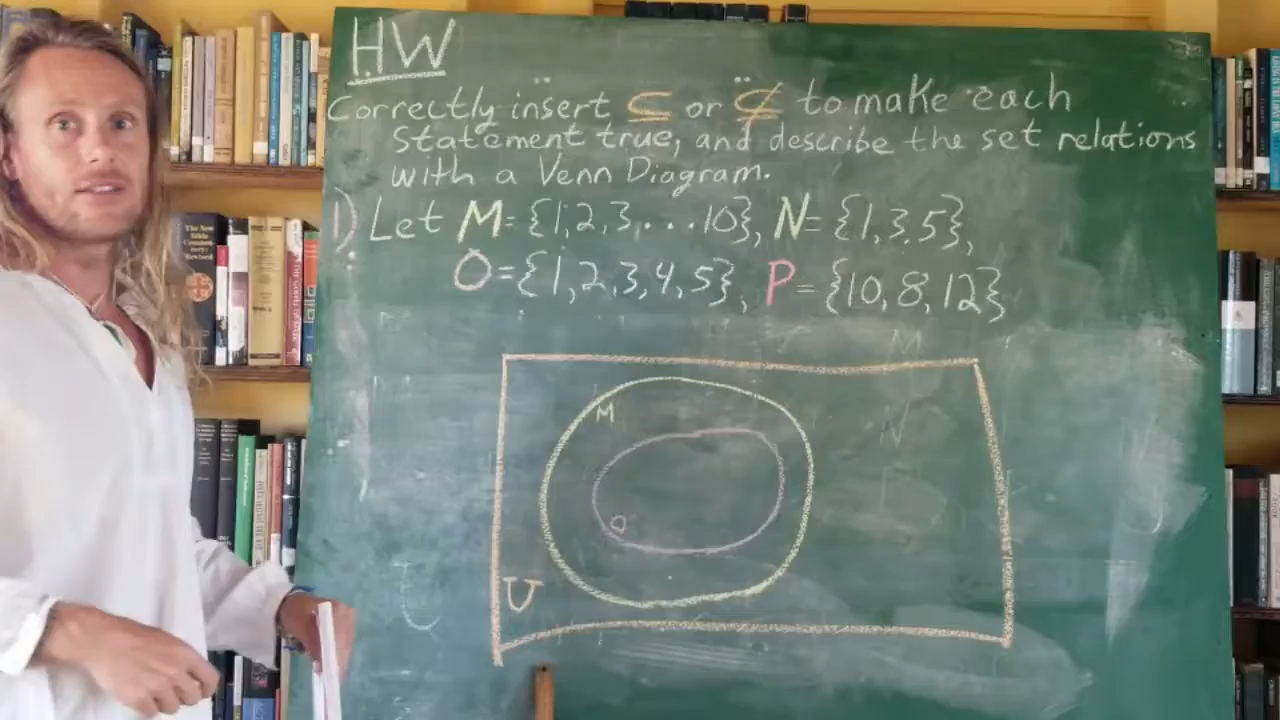 HW
Correctly insert "⊆" or "⊄" to make each
statement true, and describe the set relations
with a Venn Diagram.
1) Let M={1,2,3,...10}, N={1,3,5},
O={1,2,3,4,5}, P={10,8,12}
M
O
U